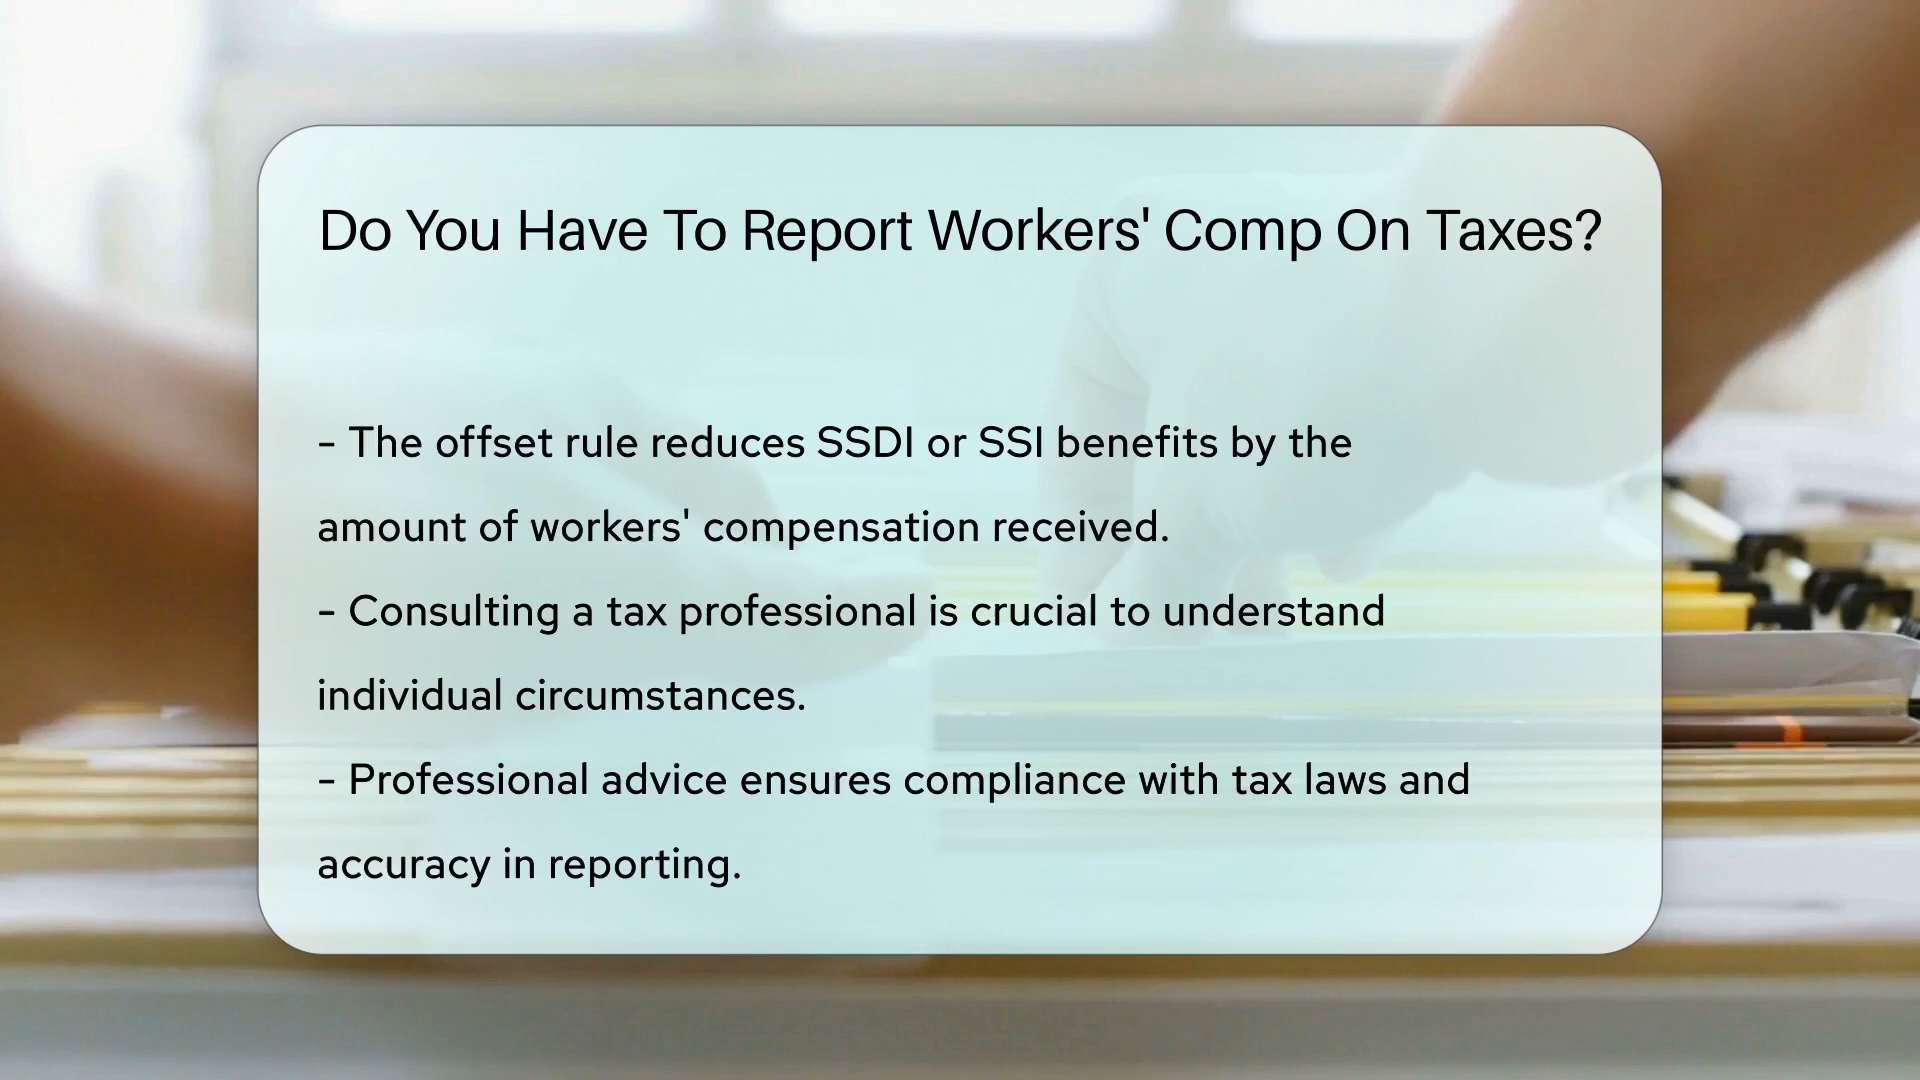 Do You Have To Report Workers' Comp On Taxes?
- The offset rule reduces SSDI or SSI benefits by the
amount of workers' compensation received.
- Consulting a tax professional is crucial to understand
individual circumstances.
- Professional advice ensures compliance with tax laws and
accuracy in reporting.